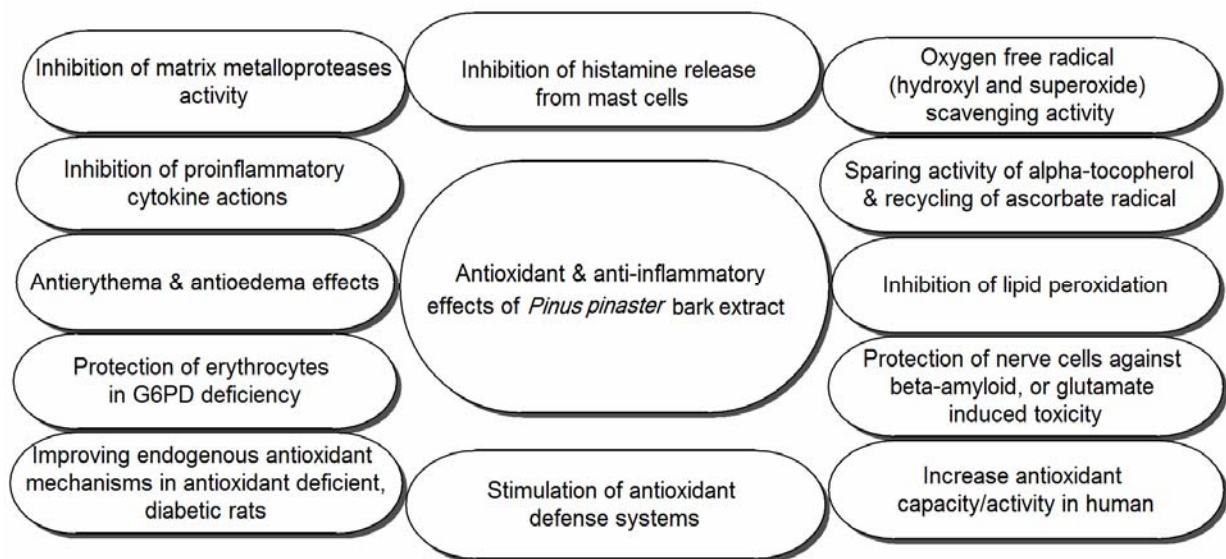 Inhibition of matrix metalloproteases
activity
Inhibition of histamine release
from mast cells
Oxygen free radical
(hydroxyl and superoxide)
scavenging activity
Inhibition of proinflammatory
cytokine actions
Sparing activity of alpha-tocopherol
& recycling of ascorbate radical
Antierythema & antioedema effects
Antioxidant & anti-inflammatory
effects of Pinus pinaster bark extract
Inhibition of lipid peroxidation
Protection of erythrocytes
in G6PD deficiency
Protection of nerve cells against
beta-amyloid, or glutamate
induced toxicity
Improving endogenous antioxidant
mechanisms in antioxidant deficient,
diabetic rats
Stimulation of antioxidant
defense systems
Increase antioxidant
capacity/activity in human